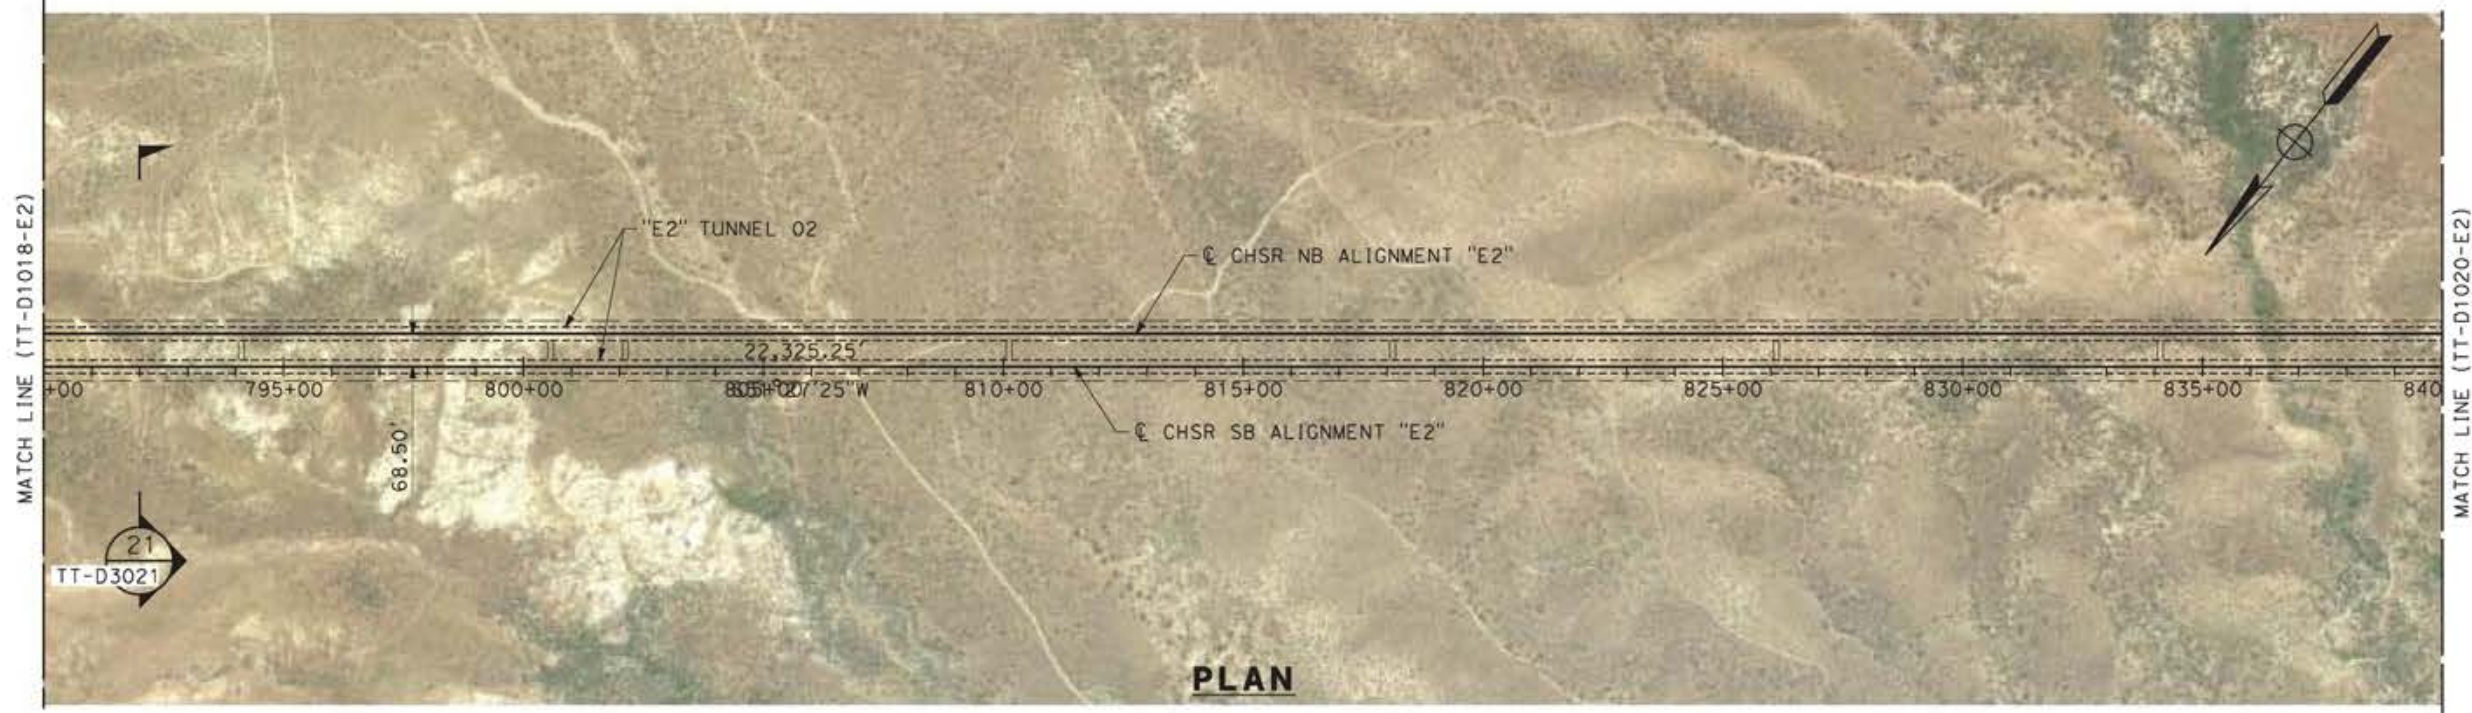 MATCH LINE (TT-D1018-E2)
"E2" TUNNEL 02
℄ CHSR NB ALIGNMENT "E2"
22,325.25'
+00 795+00 800+00 810+00 815+00 820+00 825+00 830+00 835+00 840
68.50'
℄ CHSR SB ALIGNMENT "E2"
21
TT-D3021
PLAN
MATCH LINE (TT-D1020-E2)